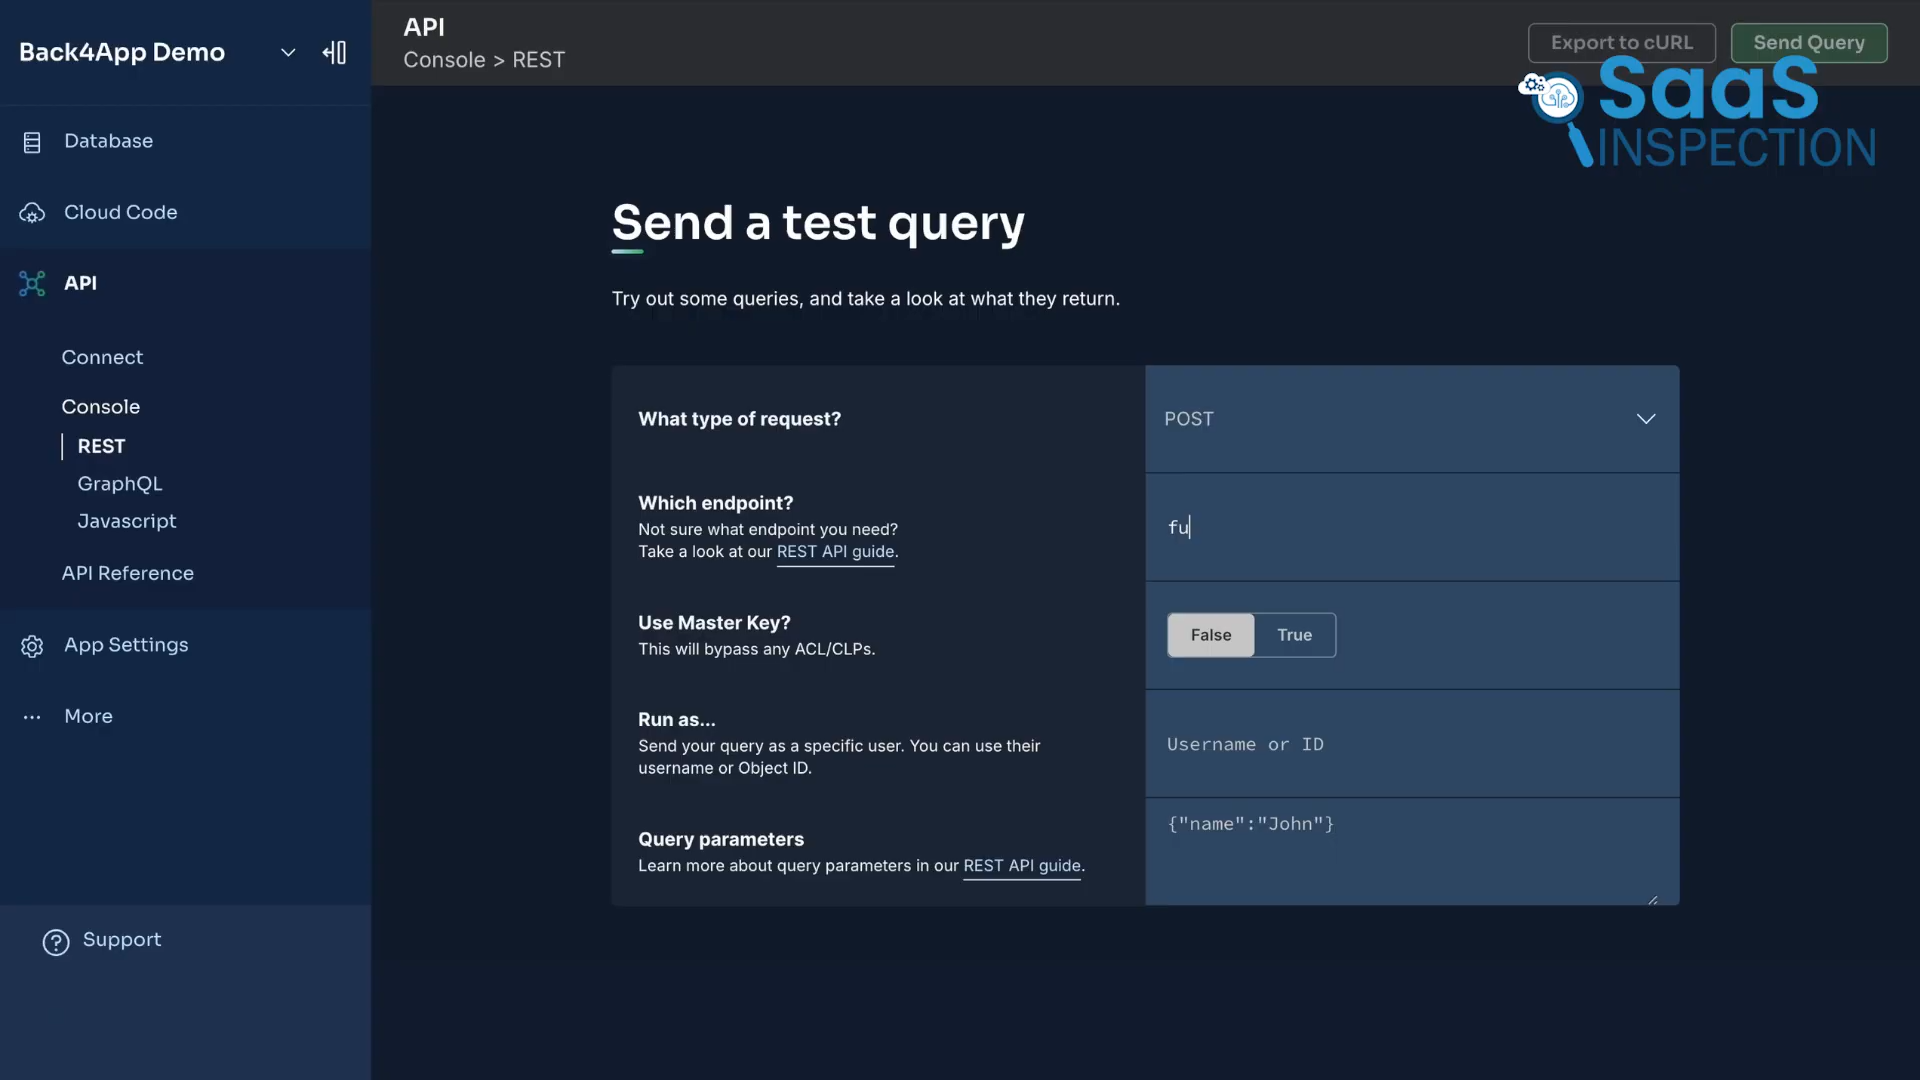 Back4App Demo
Database
Cloud Code
API
Connect
Console
REST
GraphQL
Javascript
API Reference
App Settings
More
Support
API
Console > REST
Export to cURL
Send Query
SaaS
INSPECTION
Send a test query
Try out some queries, and take a look at what they return.
What type of request?
POST
Which endpoint?
Not sure what endpoint you need?
Take a look at our REST API guide.
fu
Use Master Key?
This will bypass any ACL/CLPs.
False
True
Run as...
Send your query as a specific user. You can use their
username or Object ID.
Username or ID
Query parameters
Learn more about query parameters in our REST API guide.
{"name":"John"}